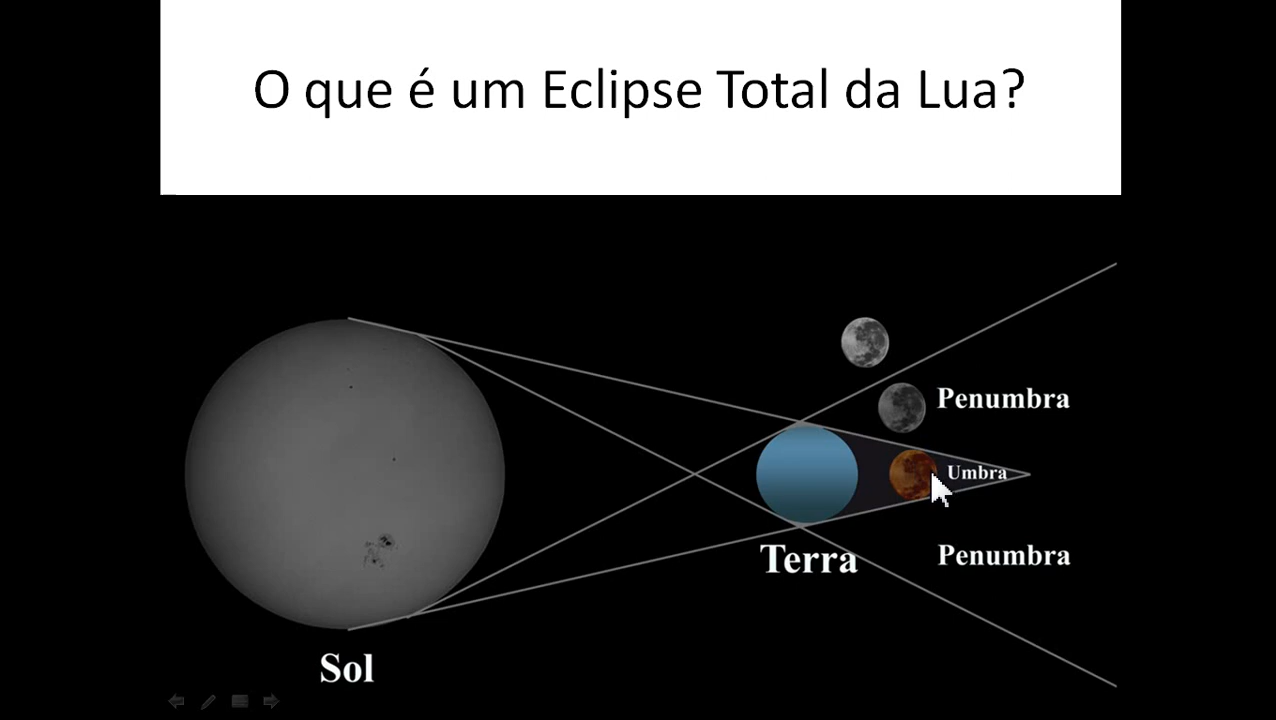 O que é um Eclipse Total da Lua?
Penumbra
Umbra
Penumbra
Terra
Sol